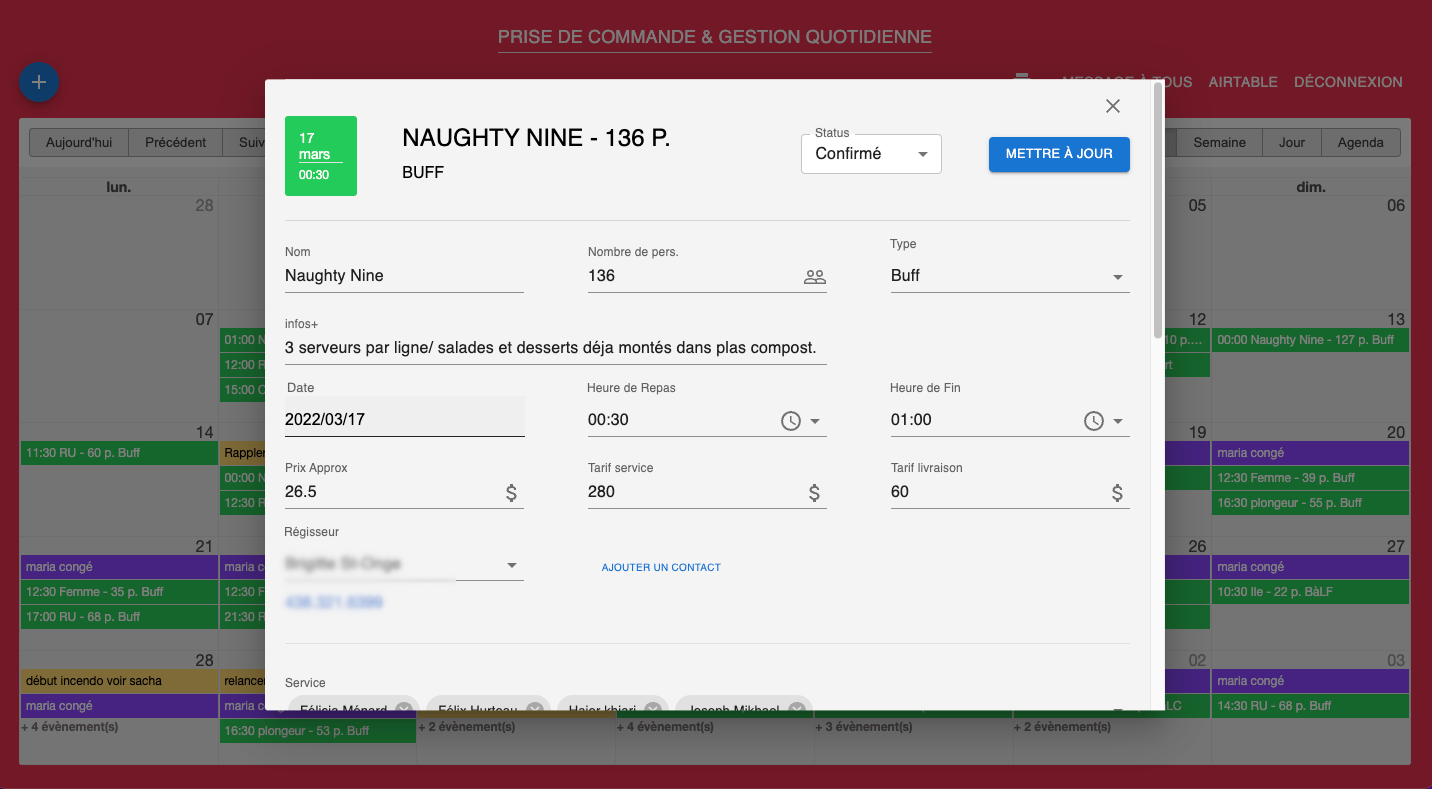 PRISE DE COMMANDE & GESTION QUOTIDIENNE
MESSAGE À TOUS AIRTABLE DÉCONNEXION
Aujourd'hui Précédent Suiv
Semaine Jour Agenda
17
mars
00:30
NAUGHTY NINE - 136 P.
BUFF
Status
Confirmé
METTRE À JOUR
lun. dim.
28 05 06
Nom
Naughty Nine
Nombre de pers.
136
Type
Buff
07 12 13
01:00 N 10 p.… 00:00 Naughty Nine - 127 p. Buff
12:00 R rt
15:00 C
infos+
3 serveurs par ligne/ salades et desserts déja montés dans plas compost.
Date
2022/03/17
Heure de Repas
00:30
Heure de Fin
01:00
14 19 20
11:30 RU - 60 p. Buff Rappler maria congé
00:00 N 12:30 Femme - 39 p. Buff
12:30 R 16:30 plongeur - 55 p. Buff
Prix Approx
26.5 $
Tarif service
280 $
Tarif livraison
60 $
Régisseur
AJOUTER UN CONTACT
21 26 27
maria congé maria c maria congé
12:30 Femme - 35 p. Buff 12:30 F 10:30 Ile - 22 p. BàLF
17:00 RU - 68 p. Buff 21:30 R
Service
Félicia Ménard Félix Hurteau Hajer khiari Joseph Mikhael
28 02 03
début incendo voir sacha relancer maria congé
maria congé maria c LC 14:30 RU - 68 p. Buff
+ 4 évènement(s) 16:30 plongeur - 53 p. Buff + 2 évènement(s) + 4 évènement(s) + 3 évènement(s) + 2 évènement(s)